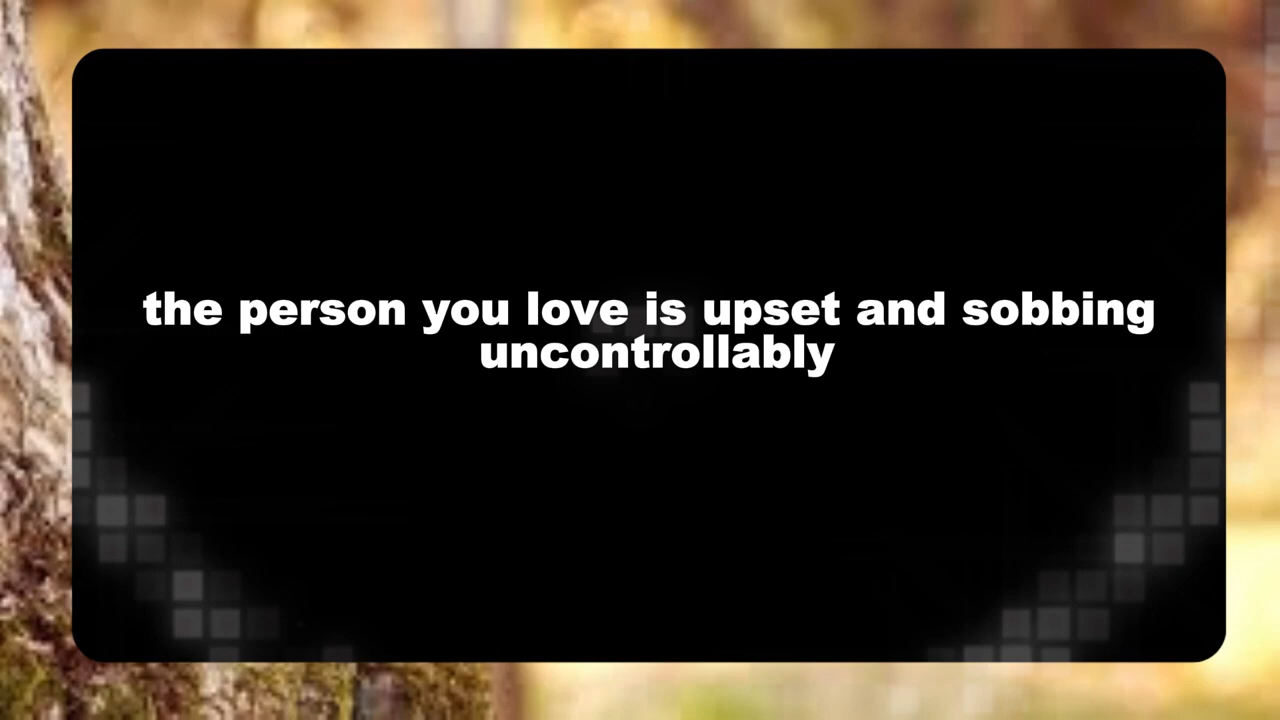 the person you love is upset and sobbing
uncontrollably